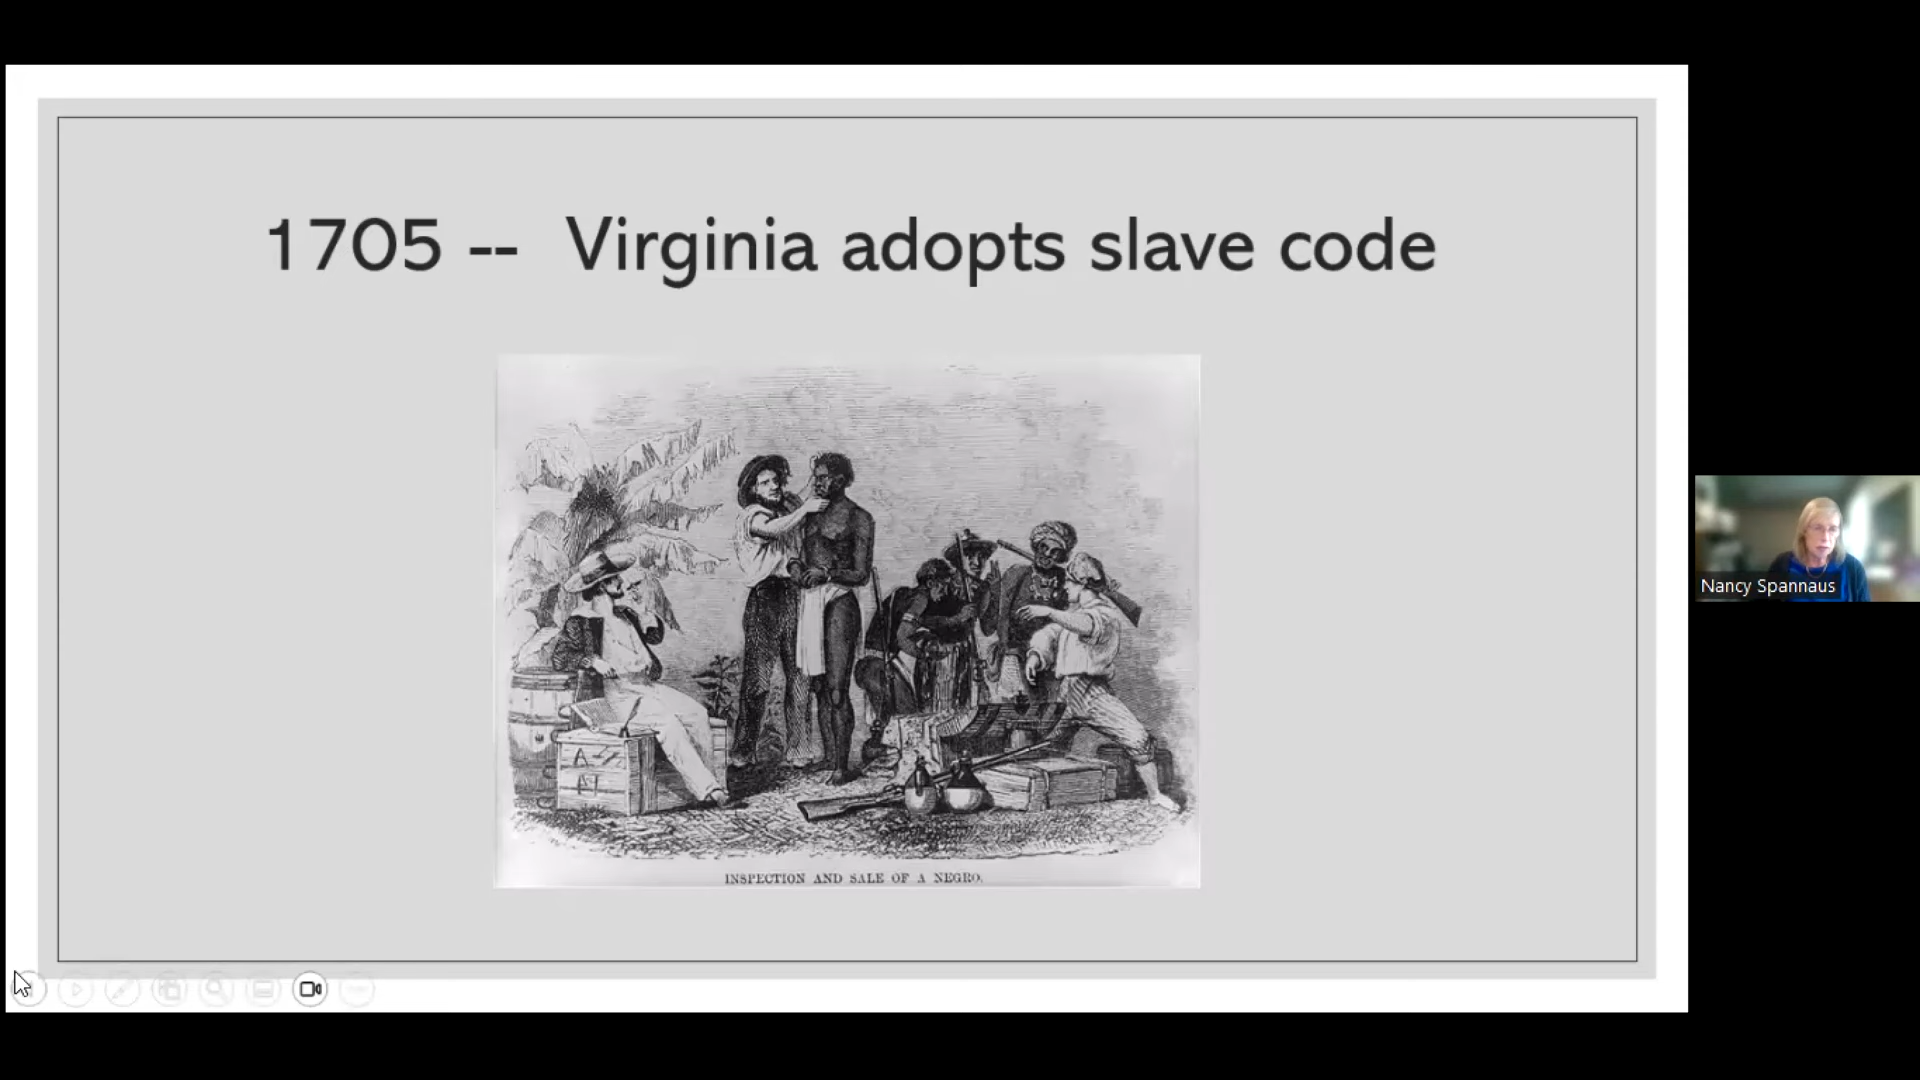 1705 -- Virginia adopts slave code
INSPECTION AND SALE OF A NEGRO.
Nancy Spannaus